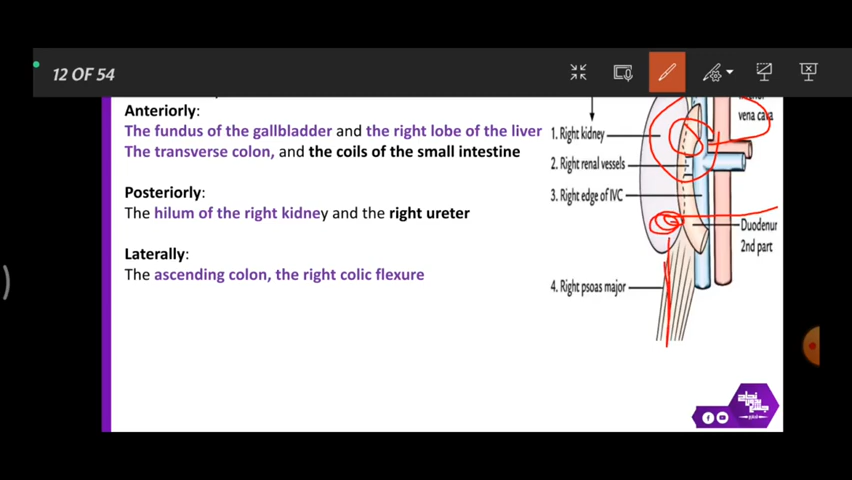 12 OF 54
Anteriorly:
The fundus of the gallbladder and the right lobe of the liver
The transverse colon, and the coils of the small intestine
Posteriorly:
The hilum of the right kidney and the right ureter
Laterally:
The ascending colon, the right colic flexure
vena cava
1. Right kidney
2. Right renal vessels
3. Right edge of IVC
Duodenum
2nd part
4. Right psoas major